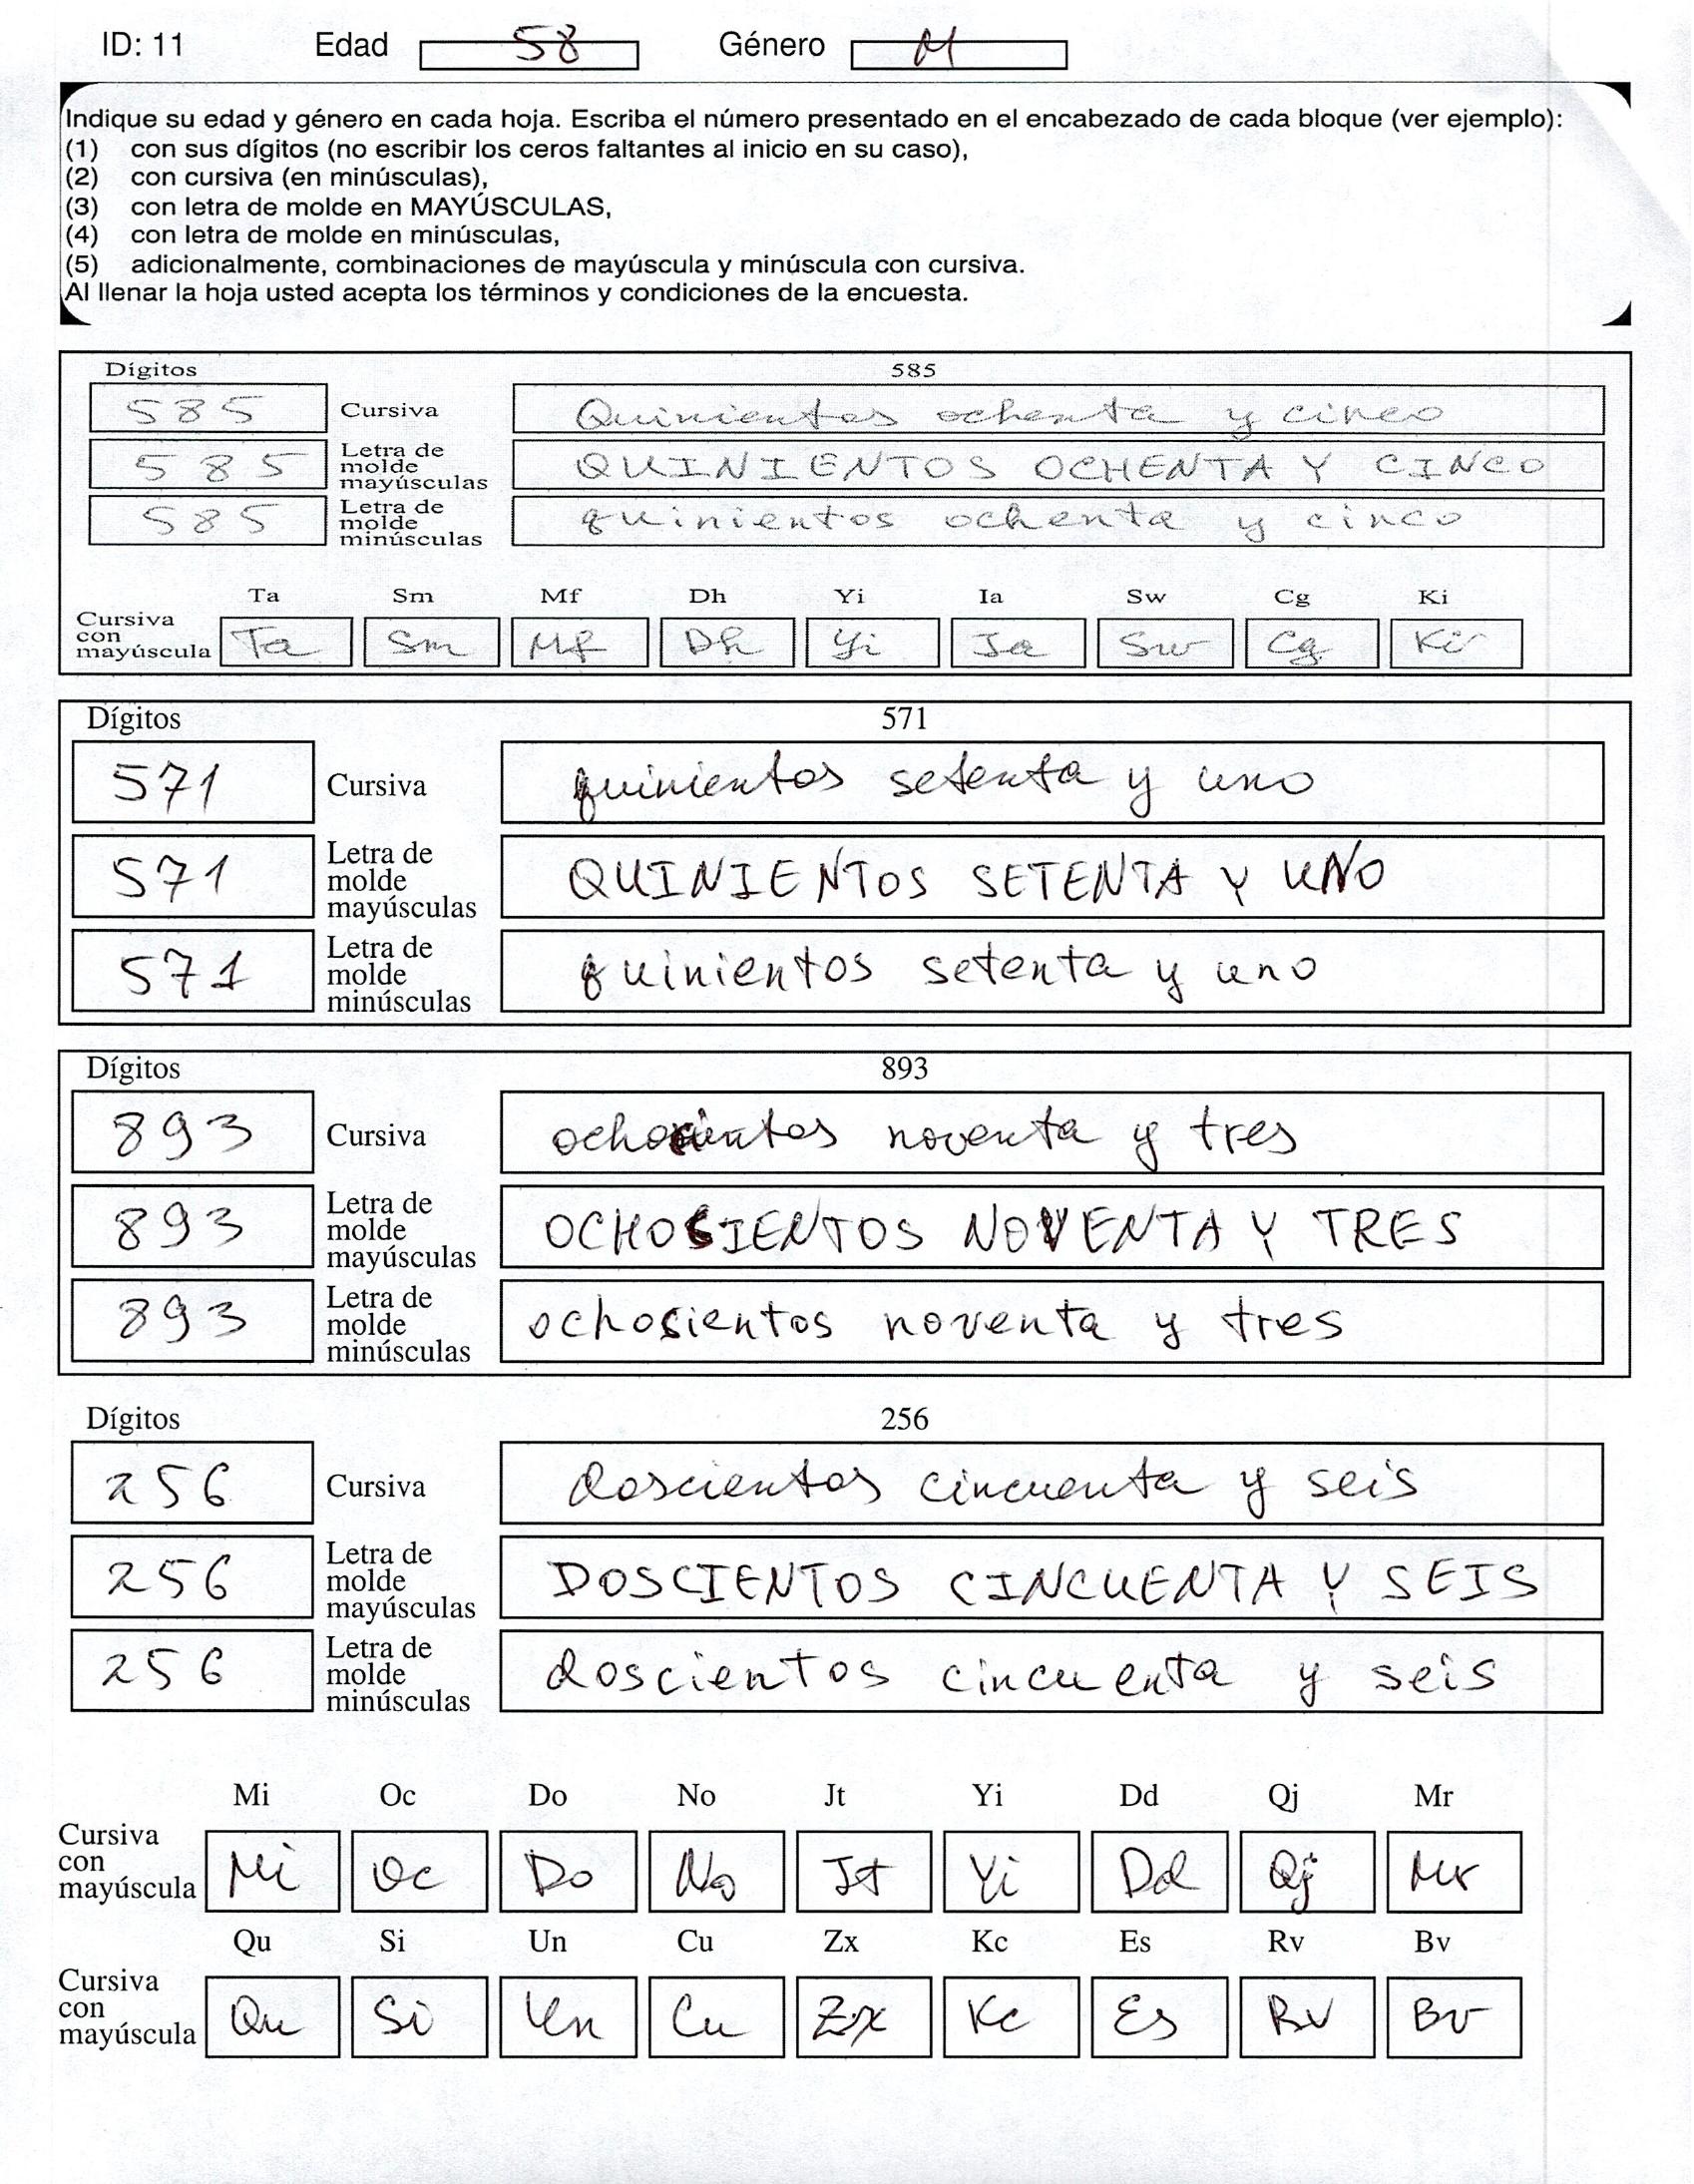 ID: 11 Edad 58 Género M
Indique su edad y género en cada hoja. Escriba el número presentado en el encabezado de cada bloque (ver ejemplo):
(1) con sus dígitos (no escribir los ceros faltantes al inicio en su caso),
(2) con cursiva (en minúsculas),
(3) con letra de molde en MAYÚSCULAS,
(4) con letra de molde en minúsculas,
(5) adicionalmente, combinaciones de mayúscula y minúscula con cursiva.
Al llenar la hoja usted acepta los términos y condiciones de la encuesta.
Dígitos 585
585 Cursiva Quinientos ochenta y cinco
585 Letra de molde mayúsculas QUINIENTOS OCHENTA Y CINCO
585 Letra de molde minúsculas quinientos ochenta y cinco
Ta Sm Mf Dh Yi Ia Sw Cg Ki
Cursiva con mayúscula Ta Sm Mf Dh Yi Ia Sw Cg Ki
Dígitos 571
571 Cursiva quinientos setenta y uno
571 Letra de molde mayúsculas QUINIENTOS SETENTA Y UNO
571 Letra de molde minúsculas quinientos setenta y uno
Dígitos 893
893 Cursiva noventa y tres
893 Letra de molde mayúsculas NOVENTA Y TRES
893 Letra de molde minúsculas ochocientos noventa y tres
Dígitos 256
256 Cursiva doscientos cincuenta y seis
256 Letra de molde mayúsculas DOSCIENTOS CINCUENTA Y SEIS
256 Letra de molde minúsculas doscientos cincuenta y seis
Mi Oc Do No Jt Yi Dd Qj Mr
Cursiva con mayúscula Mi Oc Do No Jt Yi Dd Qj Mr
Qu Si Un Cu Zx Kc Es Rv Bv
Cursiva con mayúscula Qu Si Un Cu Zx Kc Es Rv Bv